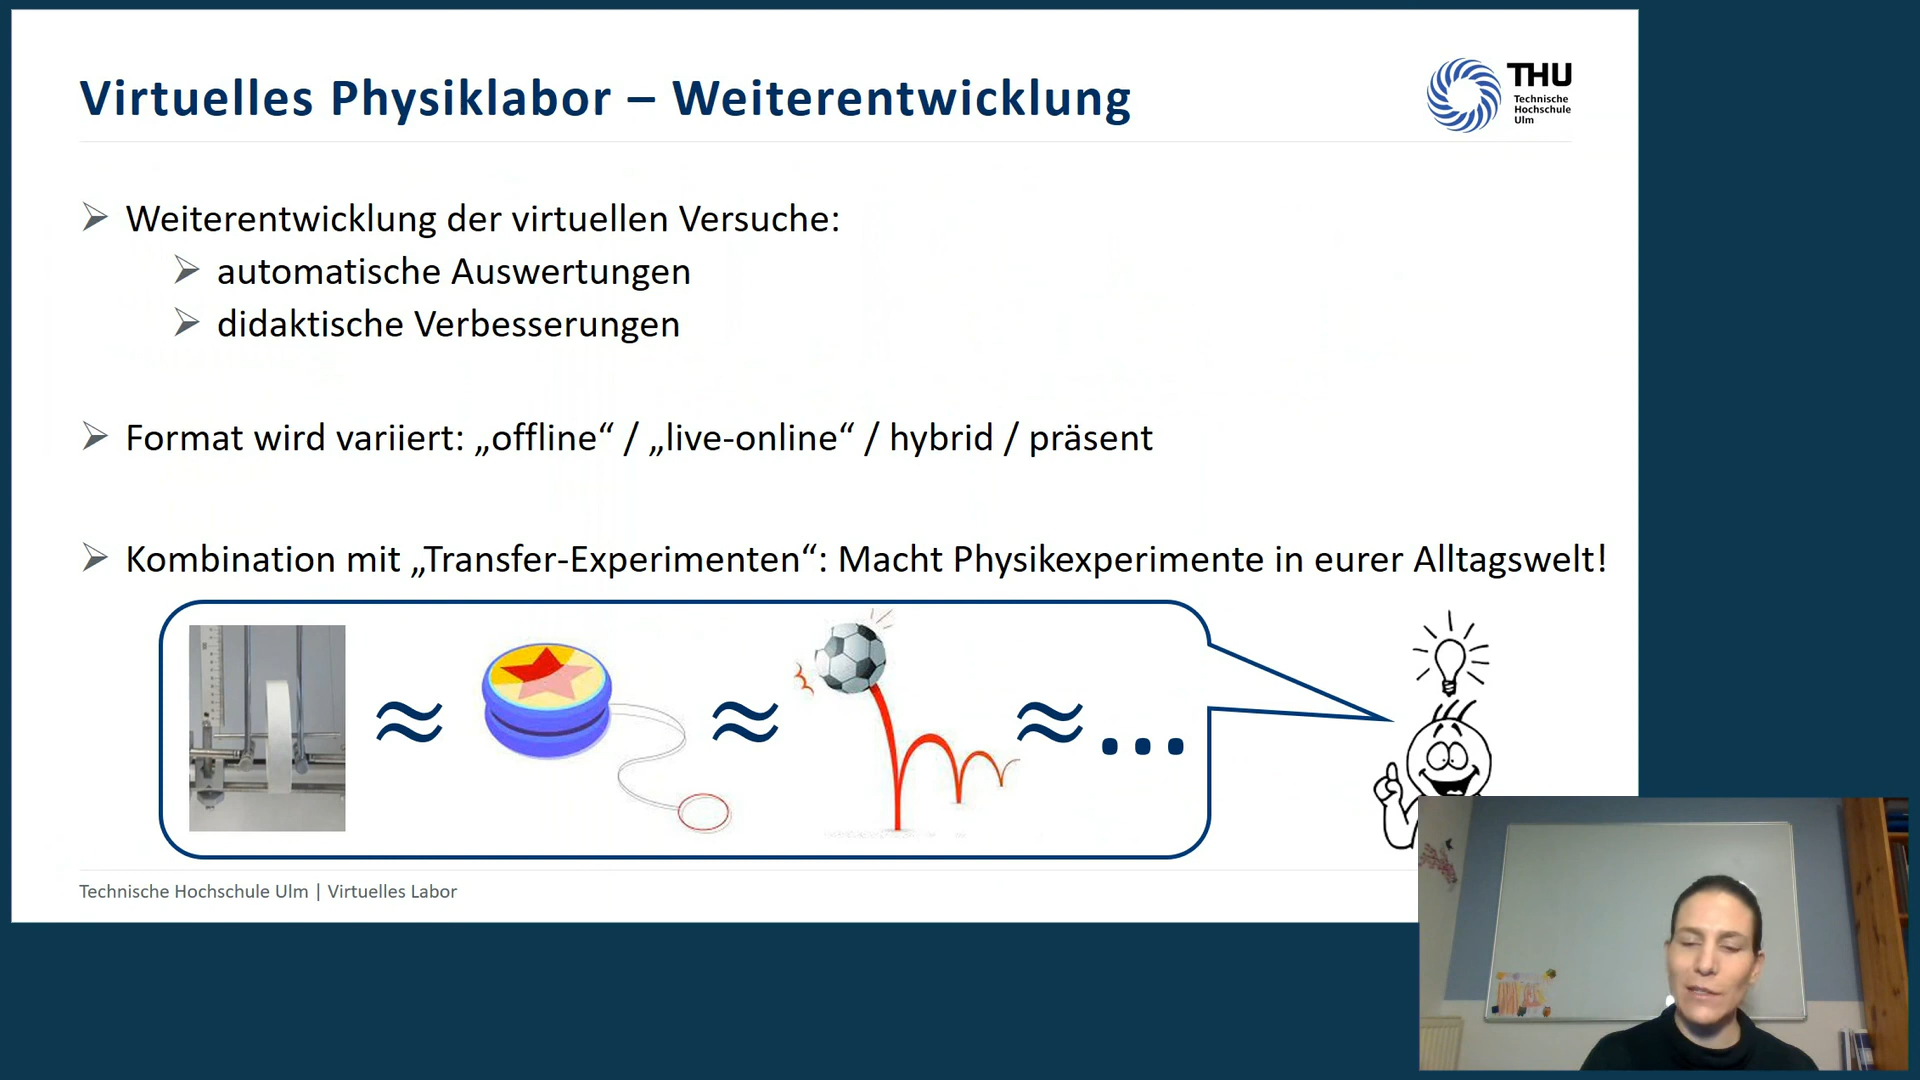 Virtuelles Physiklabor – Weiterentwicklung
THU
Technische
Hochschule
Ulm
Weiterentwicklung der virtuellen Versuche:
automatische Auswertungen
didaktische Verbesserungen
Format wird variiert: „offline“ / „live-online“ / hybrid / präsent
Kombination mit „Transfer-Experimenten“: Macht Physikexperimente in eurer Alltagswelt!
≈ ≈ ≈ ...
Technische Hochschule Ulm | Virtuelles Labor